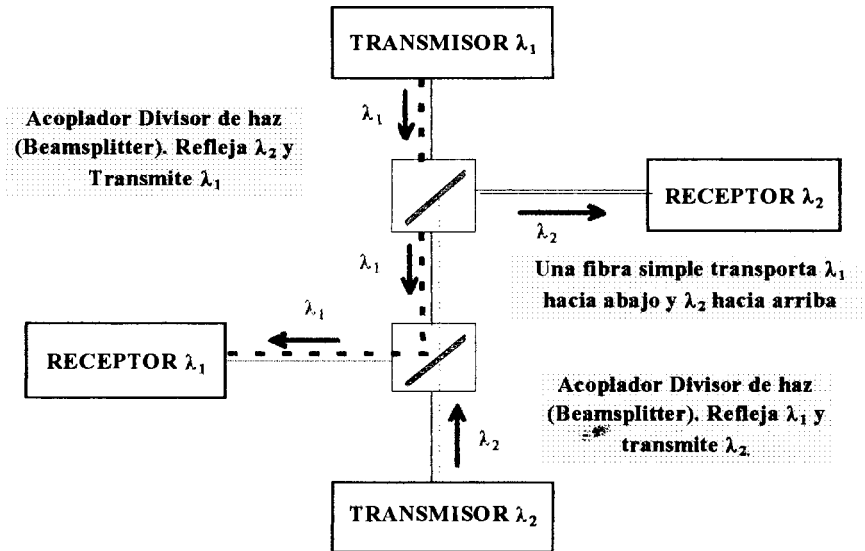 TRANSMISOR λ₁
λ₁
Acoplador Divisor de haz
(Beamsplitter). Refleja λ₂ y
Transmite λ₁
RECEPTOR λ₂
λ₂
λ₁
Una fibra simple transporta λ₁
hacia abajo y λ₂ hacia arriba
λ₁
RECEPTOR λ₁
Acoplador Divisor de haz
(Beamsplitter). Refleja λ₁ y
transmite λ₂.
λ₂
TRANSMISOR λ₂